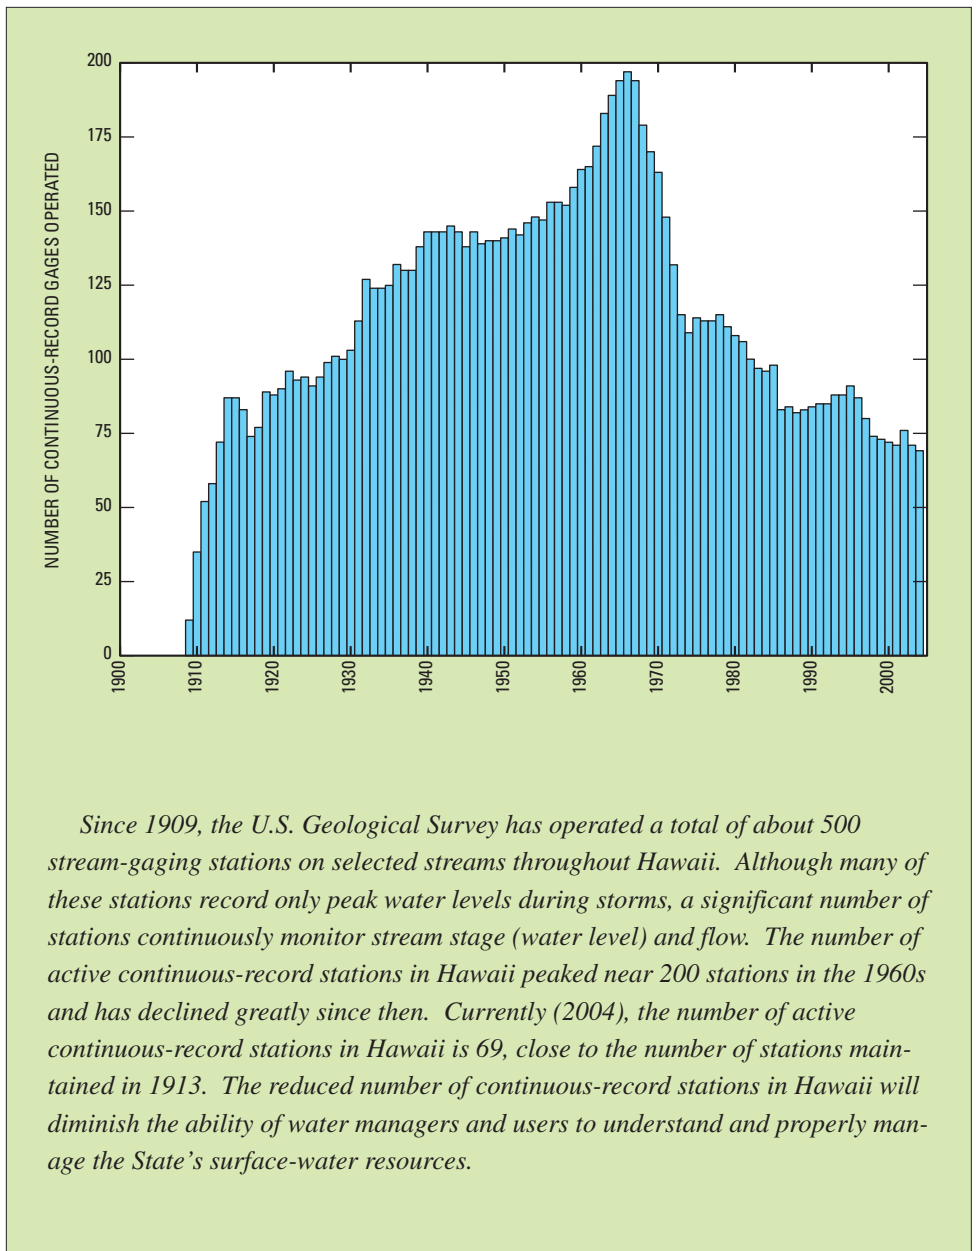 200
175
150
125
100
75
50
25
0
NUMBER OF CONTINUOUS-RECORD GAGES OPERATED
1900
1910
1920
1930
1940
1950
1960
1970
1980
1990
2000
Since 1909, the U.S. Geological Survey has operated a total of about 500
stream-gaging stations on selected streams throughout Hawaii.  Although many of
these stations record only peak water levels during storms, a significant number of
stations continuously monitor stream stage (water level) and flow.  The number of
active continuous-record stations in Hawaii peaked near 200 stations in the 1960s
and has declined greatly since then.  Currently (2004), the number of active
continuous-record stations in Hawaii is 69, close to the number of stations main-
tained in 1913.  The reduced number of continuous-record stations in Hawaii will
diminish the ability of water managers and users to understand and properly man-
age the State's surface-water resources.